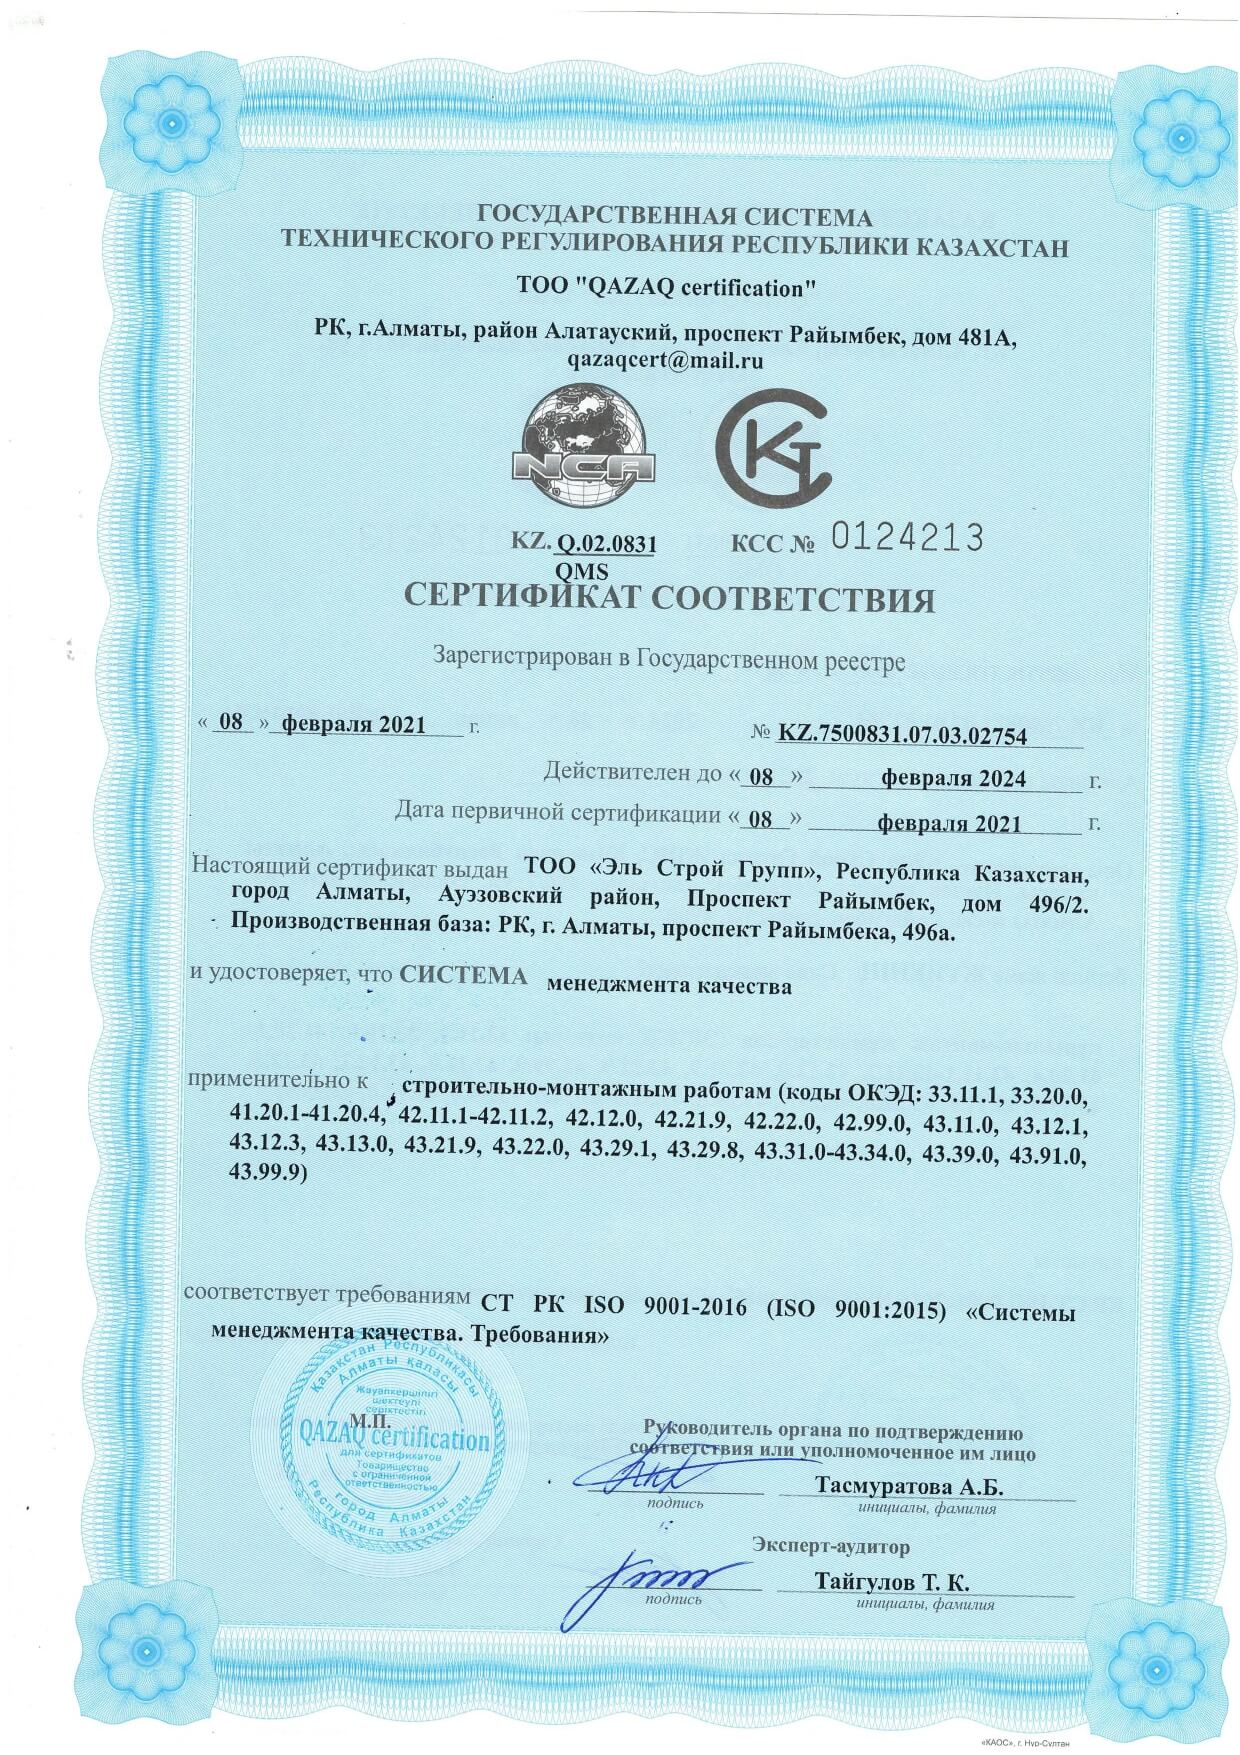 ГОСУДАРСТВЕННАЯ СИСТЕМА
ТЕХНИЧЕСКОГО РЕГУЛИРОВАНИЯ РЕСПУБЛИКИ КАЗАХСТАН
ТОО "QAZAQ certification"
РК, г.Алматы, район Алатауский, проспект Райымбек, дом 481А,
qazaqcert@mail.ru
NCA
KZ. Q.02.0831
QMS
КСС № 0124213
СЕРТИФИКАТ СООТВЕТСТВИЯ
Зарегистрирован в Государственном реестре
« 08 » февраля 2021 г.
№ KZ.7500831.07.03.02754
Действителен до « 08 » февраля 2024 г.
Дата первичной сертификации « 08 » февраля 2021 г.
Настоящий сертификат выдан ТОО «Эль Строй Групп», Республика Казахстан,
город Алматы, Ауэзовский район, Проспект Райымбек, дом 496/2.
Производственная база: РК, г. Алматы, проспект Райымбека, 496а.
и удостоверяет, что СИСТЕМА менеджмента качества
применительно к строительно-монтажным работам (коды ОКЭД: 33.11.1, 33.20.0,
41.20.1-41.20.4, 42.11.1-42.11.2, 42.12.0, 42.21.9, 42.22.0, 42.99.0, 43.11.0, 43.12.1,
43.12.3, 43.13.0, 43.21.9, 43.22.0, 43.29.1, 43.29.8, 43.31.0-43.34.0, 43.39.0, 43.91.0,
43.99.9)
соответствует требованиям СТ РК ISO 9001-2016 (ISO 9001:2015) «Системы
менеджмента качества. Требования»
Қазақстан Республикасы
Алматы қаласы
Жауапкершілігі
шектеулі
серіктестігі
М.П.
QAZAQ certification
для сертификатов
Товарищество
с ограниченной
ответственностью
город Алматы
Республика Казахстан
Руководитель органа по подтверждению
соответствия или уполномоченное им лицо
Тасмуратова А.Б.
подпись
инициалы, фамилия
Эксперт-аудитор
Тайгулов Т. К.
подпись
инициалы, фамилия
«КАОС», г. Нур-Султан